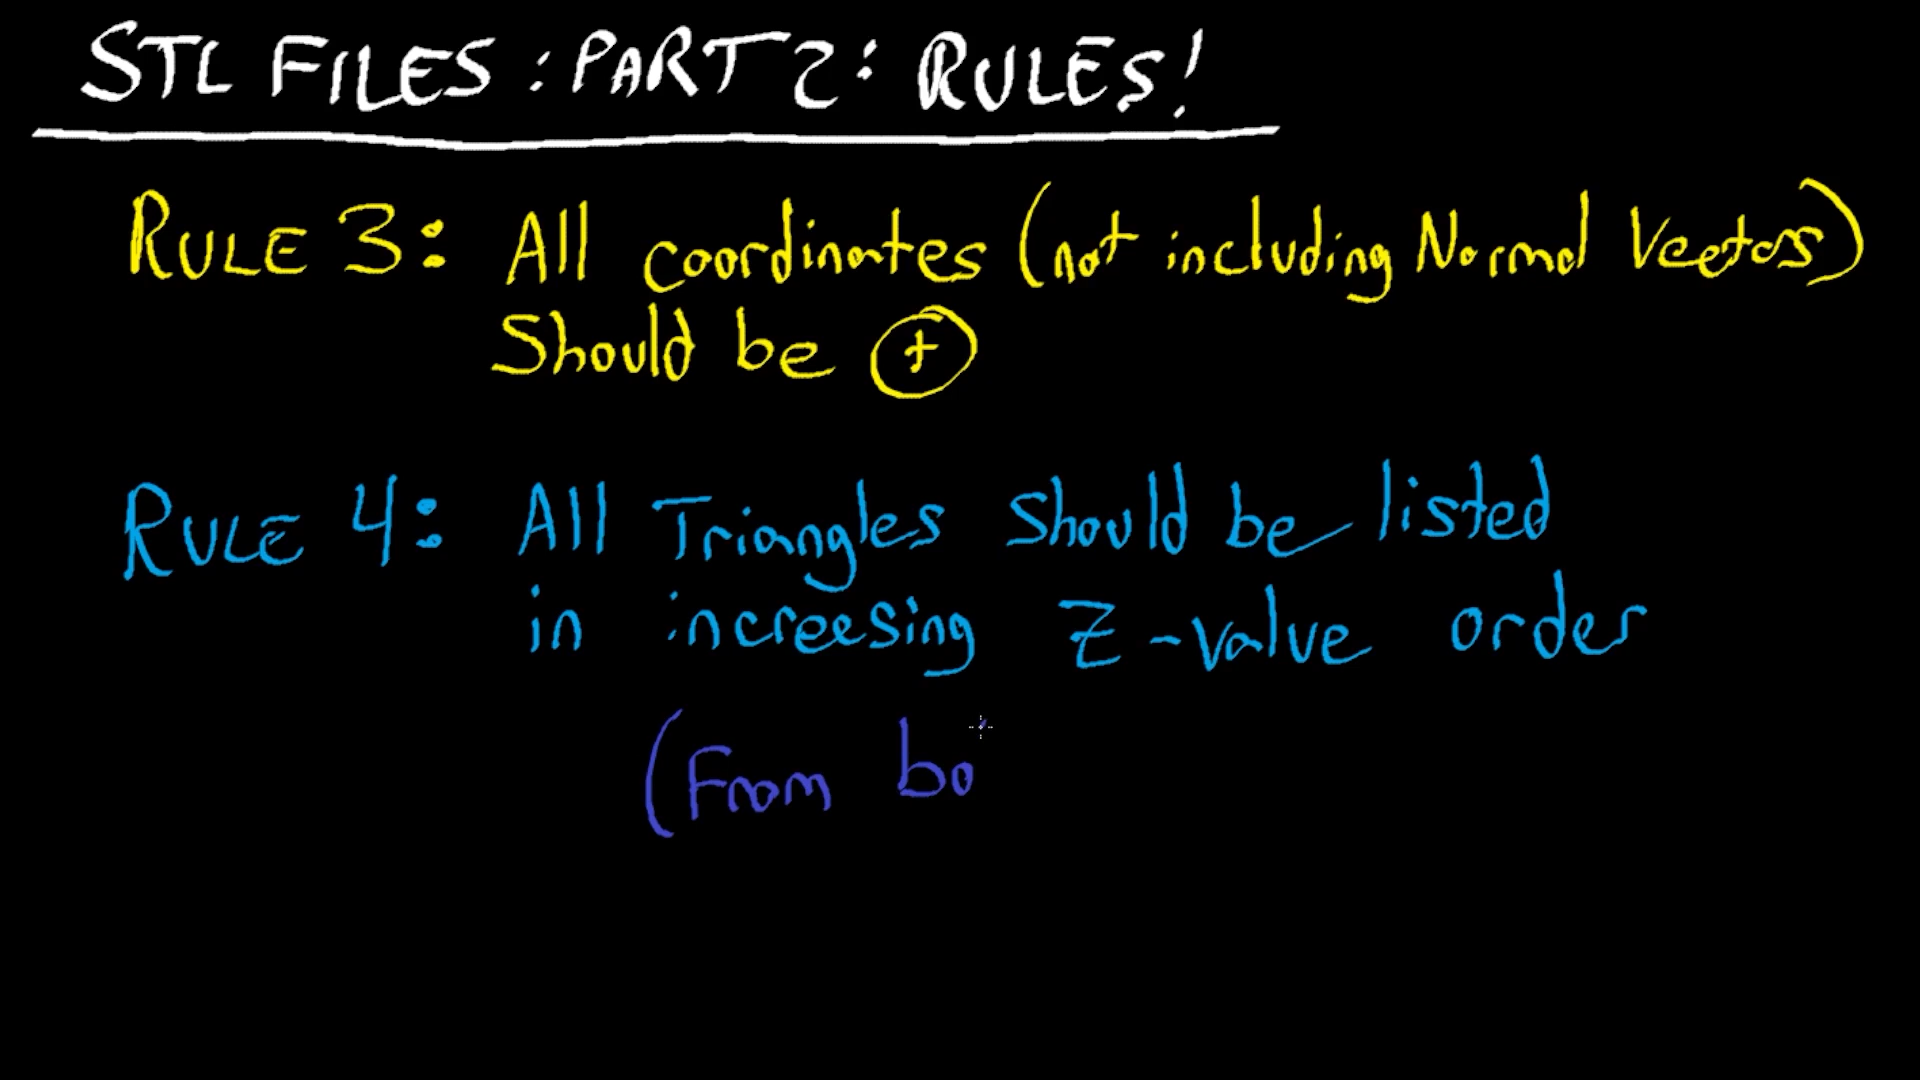 STL FILES: PART 2: RULES!
RULE 3: All coordinates (not including Normal Vectors)
Should be +
RULE 4: All Triangles should be listed
in increesing Z-value order
(From bo